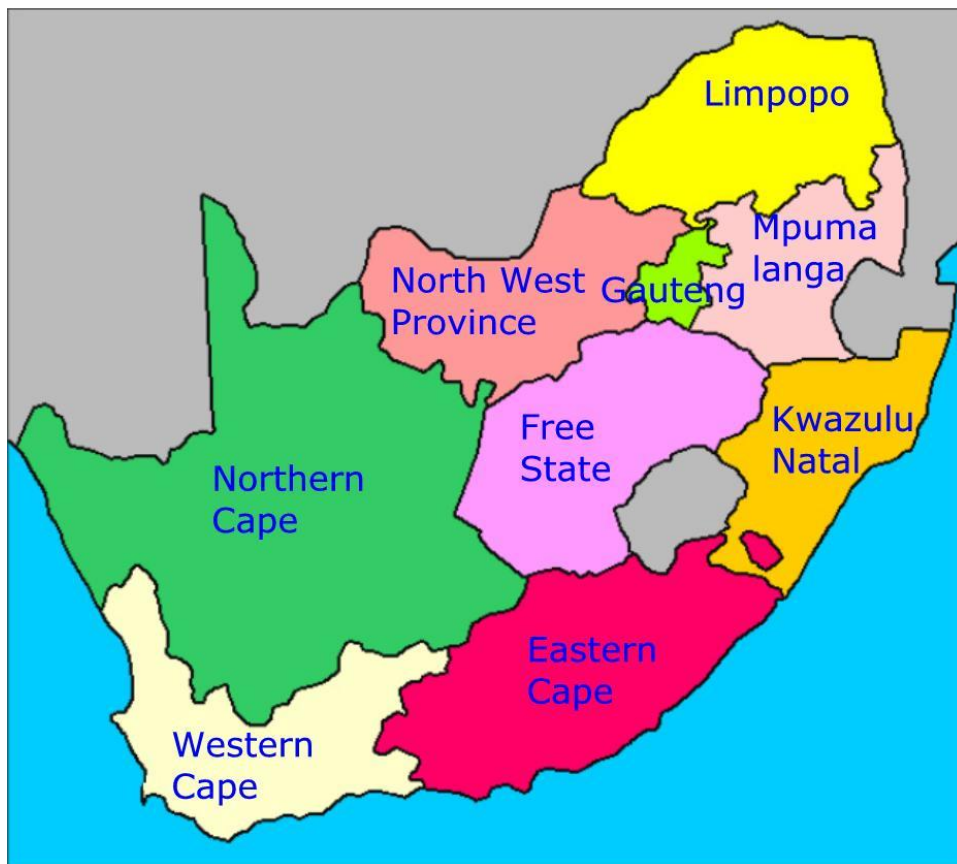 Limpopo
Mpuma
langa
North West
Province
Gauteng
Free
State
Kwazulu
Natal
Northern
Cape
Eastern
Cape
Western
Cape